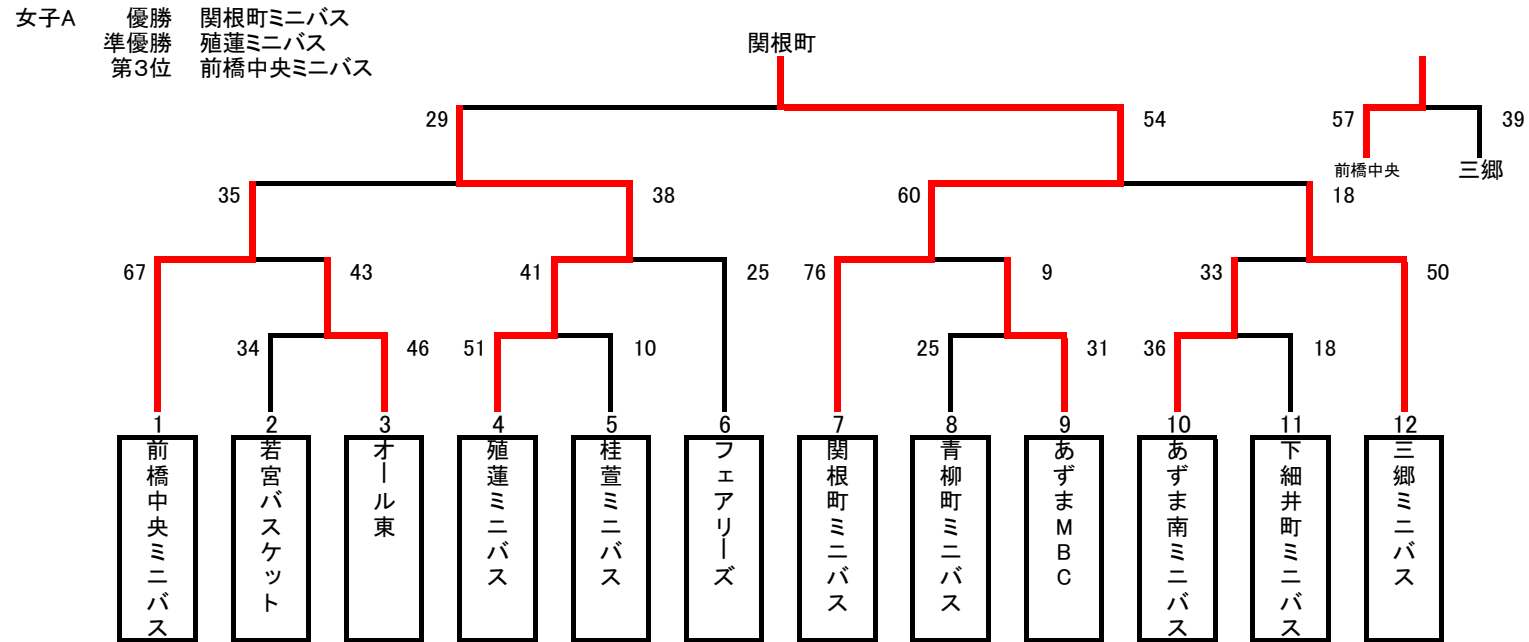 女子A 優勝 関根町ミニバス
準優勝 殖蓮ミニバス
第3位 前橋中央ミニバス
関根町
29 54 57 39
前橋中央 三郷
35 38 60 18
67 43 41 25 76 9 33 50
34 46 51 10 25 31 36 18
1 2 3 4 5 6 7 8 9 10 11 12
前橋中央ミニバス
若宮バスケット
オール東
殖蓮ミニバス
桂萱ミニバス
フェアリーズ
関根町ミニバス
青柳町ミニバス
あずまMBC
あずま南ミニバス
下細井町ミニバス
三郷ミニバス